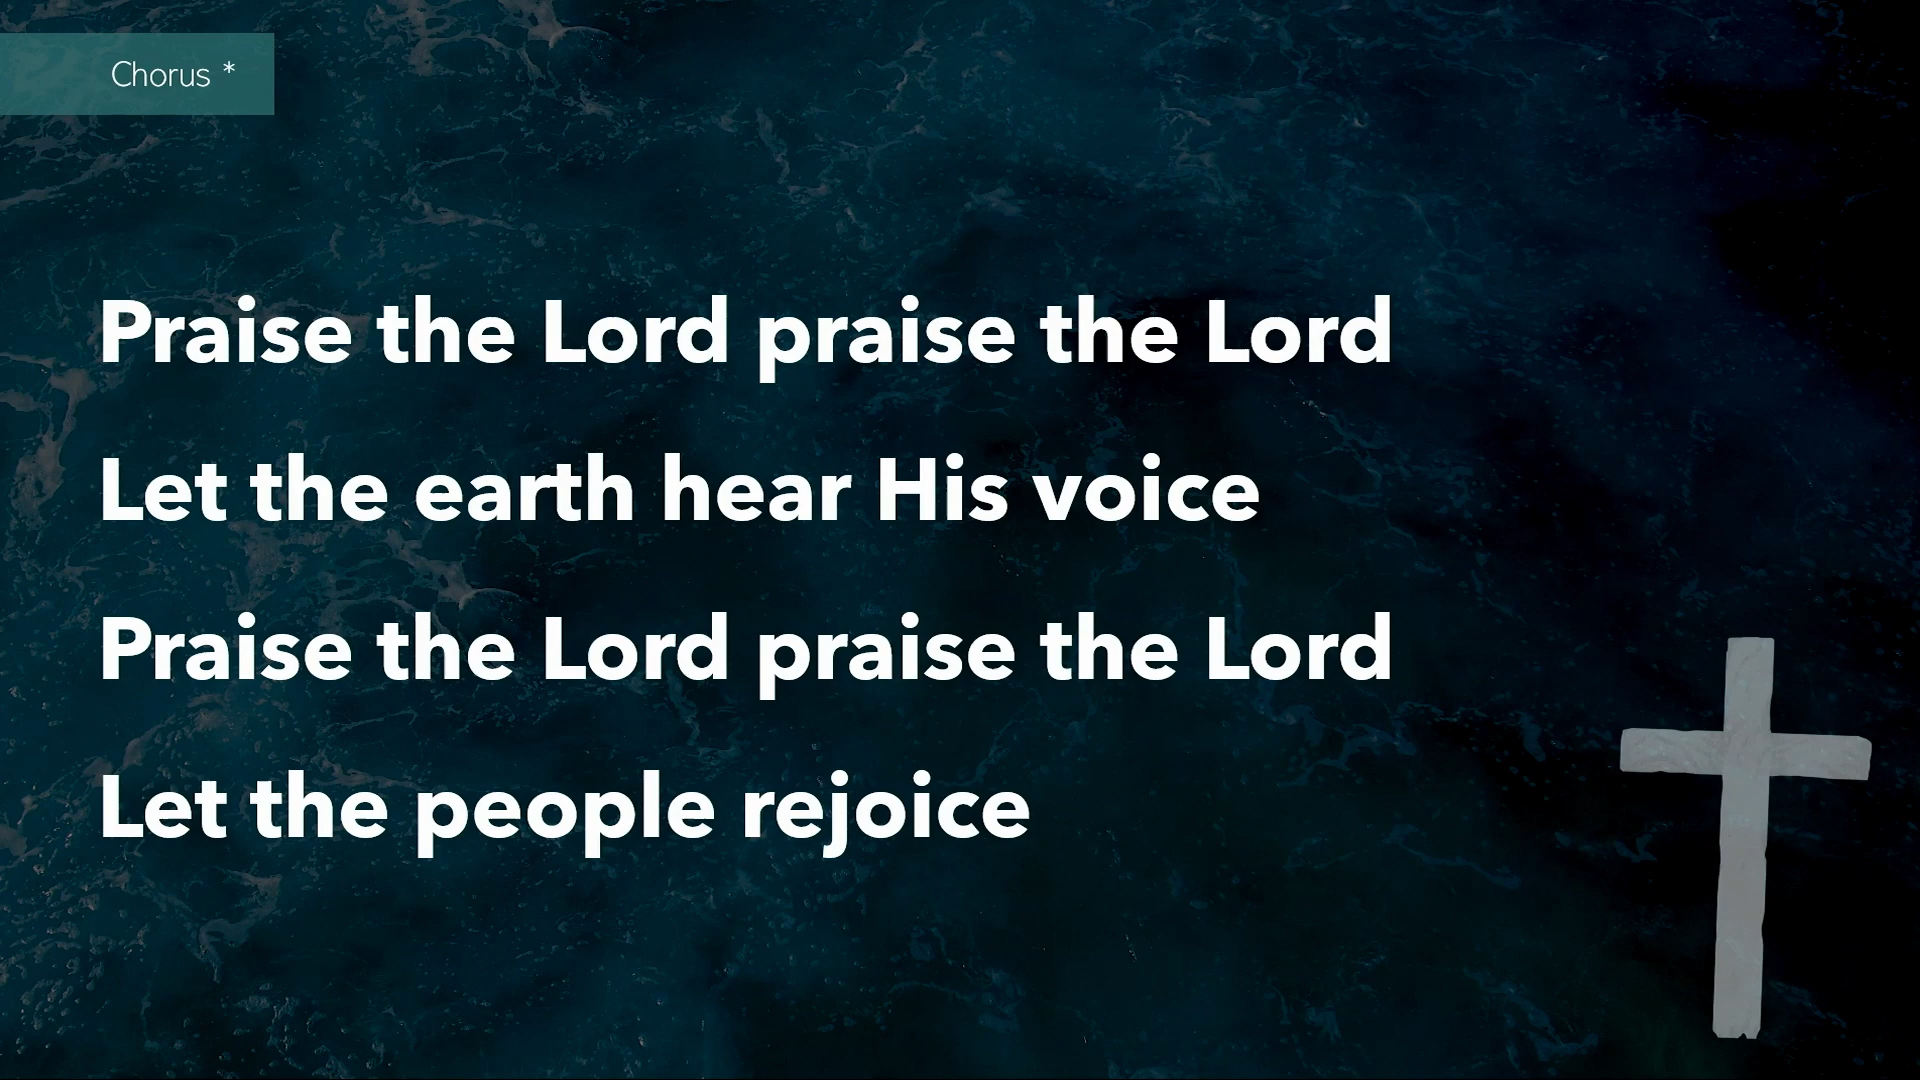 Chorus *
Praise the Lord praise the Lord
Let the earth hear His voice
Praise the Lord praise the Lord
Let the people rejoice